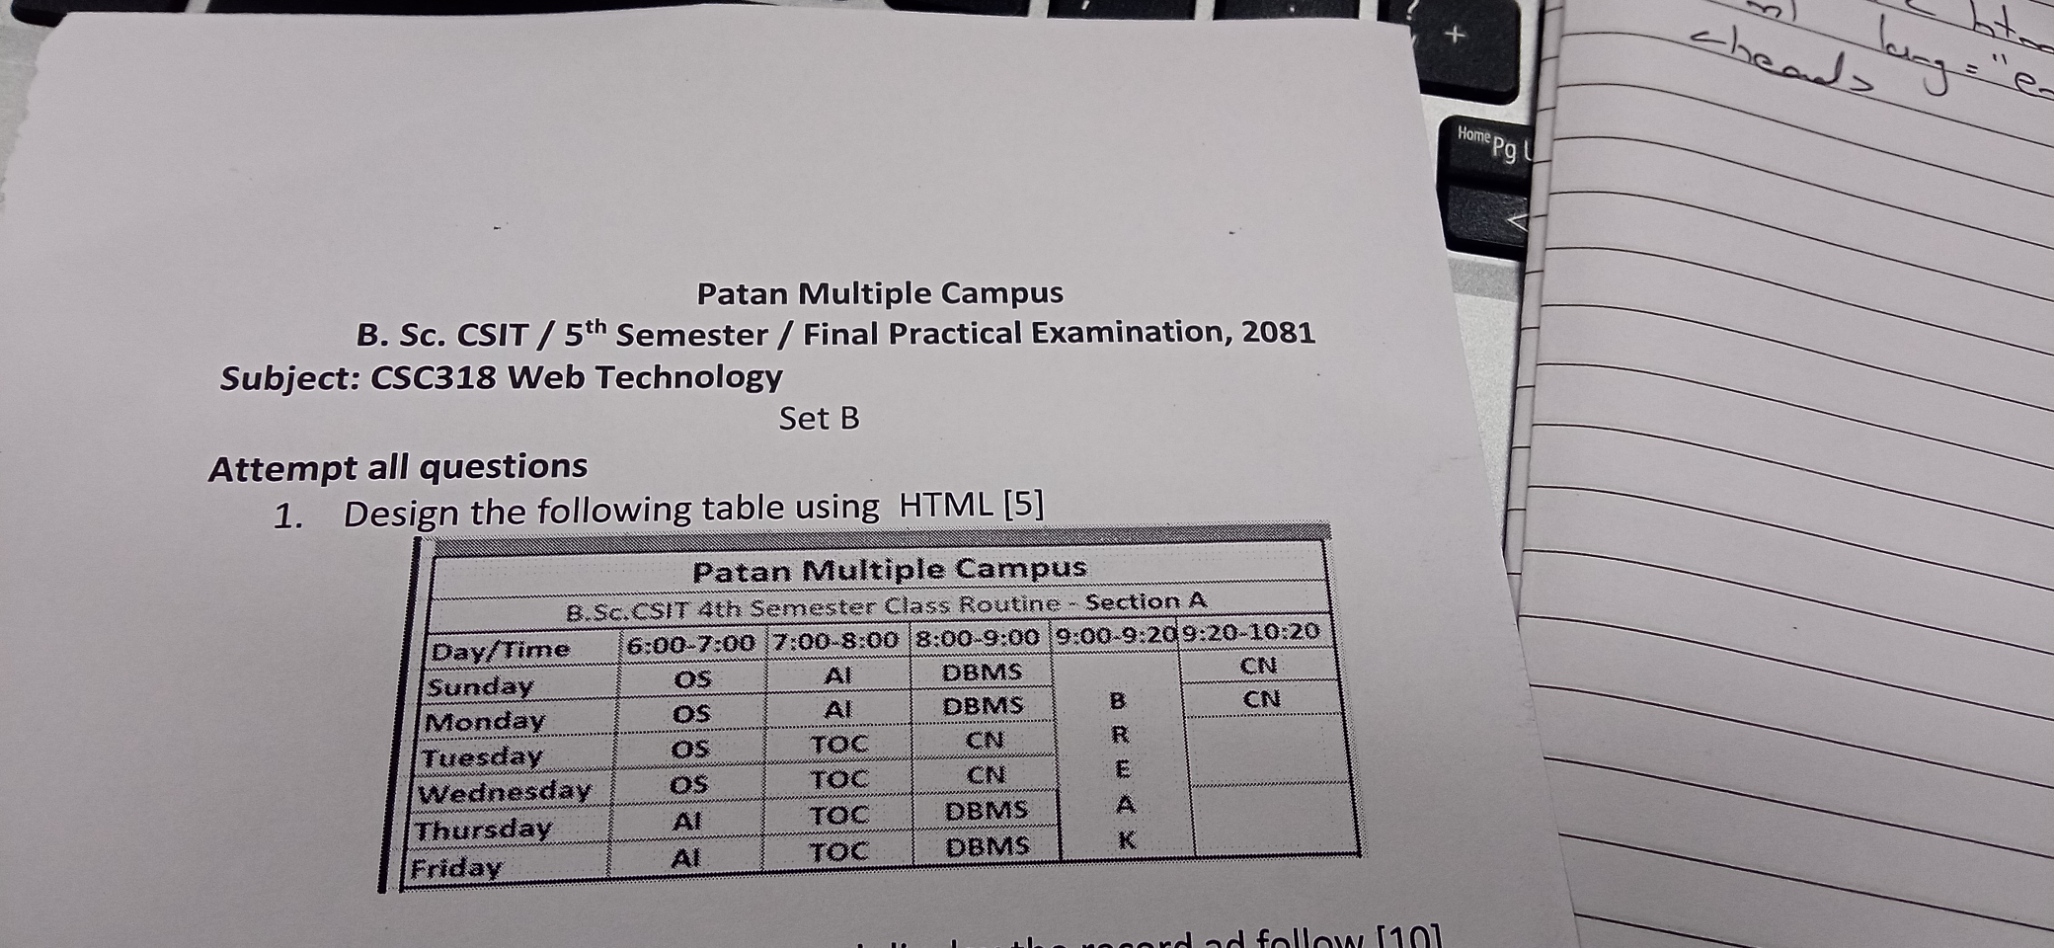 +
Home Pg
<
lang = "e
<head>
Patan Multiple Campus
B. Sc. CSIT / 5th Semester / Final Practical Examination, 2081
Subject: CSC318 Web Technology
Set B
Attempt all questions
1. Design the following table using HTML [5]
Patan Multiple Campus
B.Sc.CSIT 4th Semester Class Routine - Section A
Day/Time 6:00-7:00 7:00-8:00 8:00-9:00 9:00-9:20 9:20-10:20
Sunday OS AI DBMS CN
Monday OS AI DBMS B CN
Tuesday OS TOC CN R
Wednesday OS TOC CN E
Thursday AI TOC DBMS A
Friday AI TOC DBMS K
the record ad follow [10]